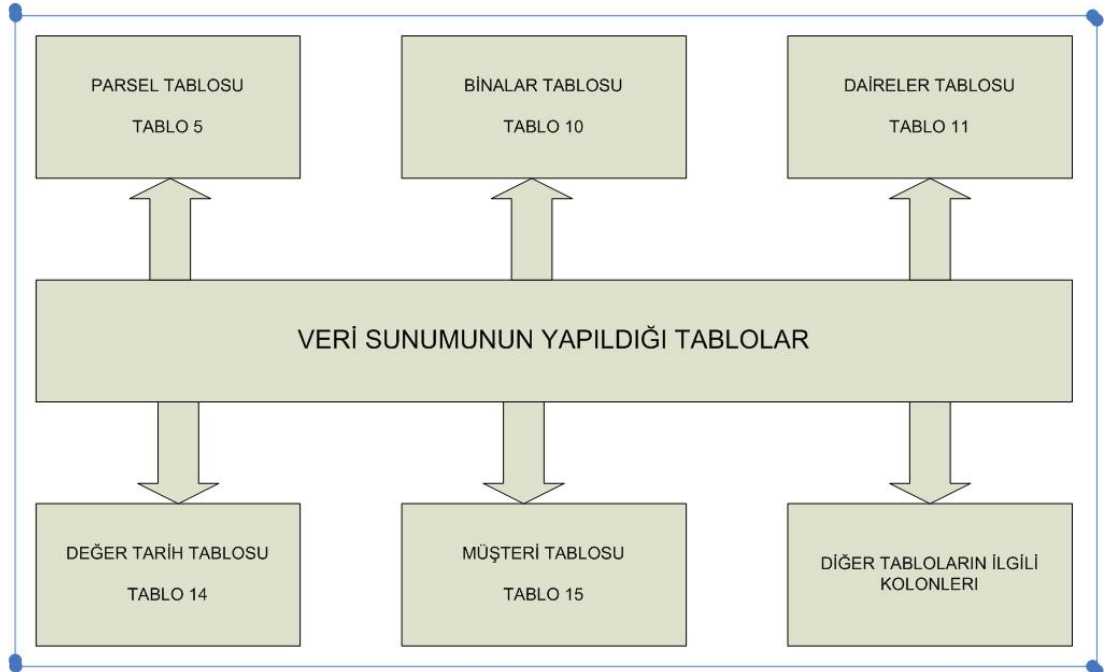 PARSEL TABLOSU
TABLO 5
BİNALAR TABLOSU
TABLO 10
DAİRELER TABLOSU
TABLO 11
VERİ SUNUMUNUN YAPILDIĞI TABLOLAR
DEĞER TARİH TABLOSU
TABLO 14
MÜŞTERİ TABLOSU
TABLO 15
DİĞER TABLOLARIN İLGİLİ
KOLONLERI